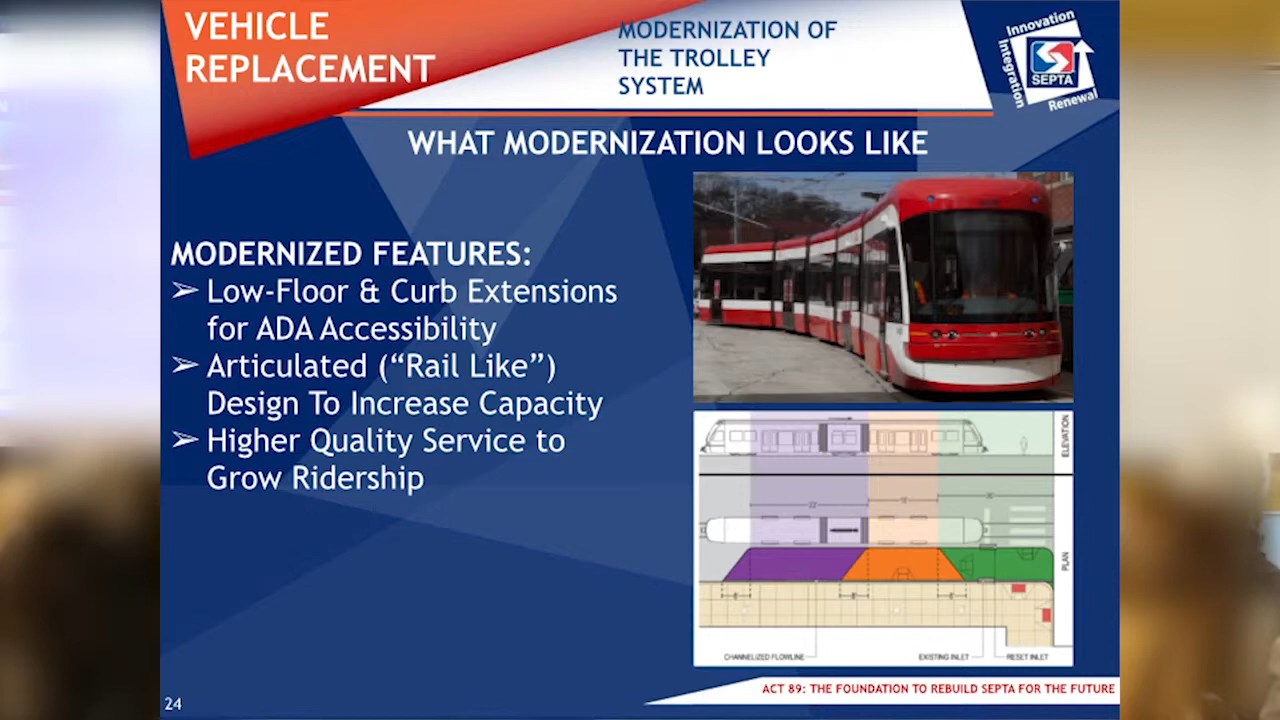 VEHICLE
REPLACEMENT
MODERNIZATION OF
THE TROLLEY
SYSTEM
Innovation
Integration
SEPTA
Renewal
WHAT MODERNIZATION LOOKS LIKE
MODERNIZED FEATURES:
➢ Low-Floor & Curb Extensions
for ADA Accessibility
➢ Articulated (“Rail Like”)
Design To Increase Capacity
➢ Higher Quality Service to
Grow Ridership
ELEVATION
PLAN
CHANNELIZED FLOWLINE
EXISTING INLET
RESET INLET
ACT 89: THE FOUNDATION TO REBUILD SEPTA FOR THE FUTURE
24